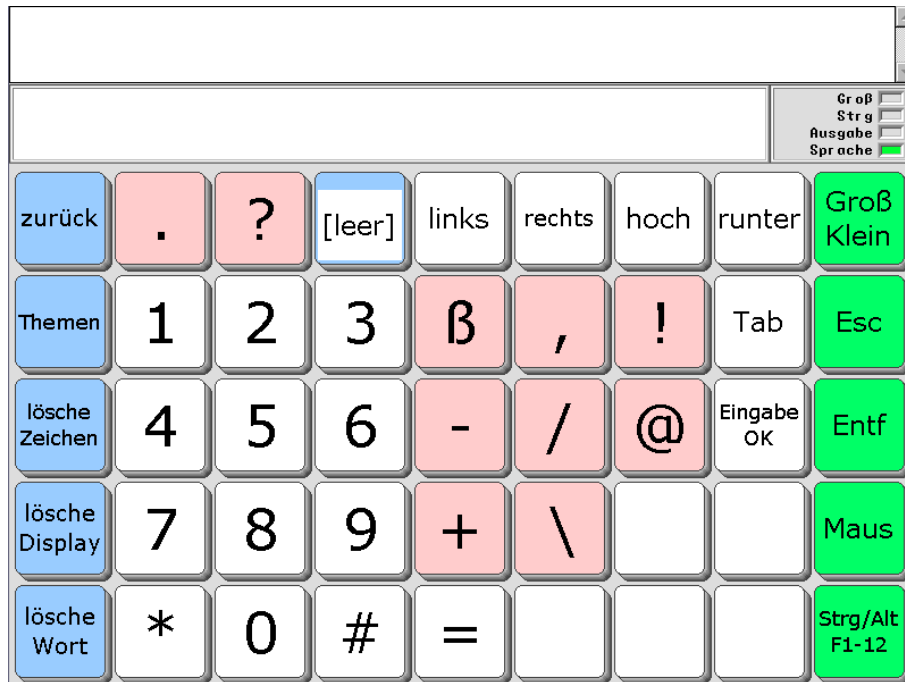 Groß
Strg
Ausgabe
Sprache
zurück . ? [leer] links rechts hoch runter Groß Klein
Themen 1 2 3 ß , ! Tab Esc
lösche Zeichen 4 5 6 - / @ Eingabe OK Entf
lösche Display 7 8 9 + \ Maus
lösche Wort * 0 # = Strg/Alt F1-12